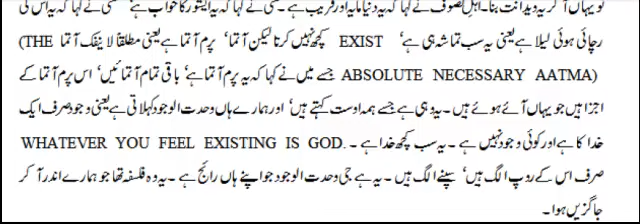 تو یہاں آ کر یہ ویدانت بنا۔ اہل تصوف نے کہا کہ یہ دنیا مایہ اور فریب ہے۔ کسی نے کہا کہ یہ ایشور کا خواب ہے کسی نے کہا کہ یہ اس کی
رچائی ہوئی لیلا ہے یعنی یہ سب تماشہ ہی ہے، EXIST کچھ نہیں کرتا لیکن آتما، پرم آتما ہے یعنی مطلقاً لا ینفک آتما (THE
ABSOLUTE NECESSARY AATMA) جسے میں نے کہا کہ یہ پرم آتما ہے، باقی تمام آتمائیں، اس پرم آتما کے
اجزا ہیں جو یہاں آئے ہوئے ہیں۔ یہ وہی ہے جسے ہمہ اوست کہتے ہیں، اور ہمارے ہاں وحدت الوجود کہلاتی ہے یعنی وجود صرف ایک
خدا کا ہے اور کوئی وجود نہیں ہے۔ یہ سب کچھ خدا ہے۔ WHATEVER YOU FEEL EXISTING IS GOD.
صرف اس کے روپ الگ ہیں، سپنے الگ ہیں۔ یہ ہے جی وحدت الوجود جو اپنے ہاں رائج ہے۔ یہ وہ فلسفہ تھا جو ہمارے اندر آ کر
جاگزیں ہوا۔